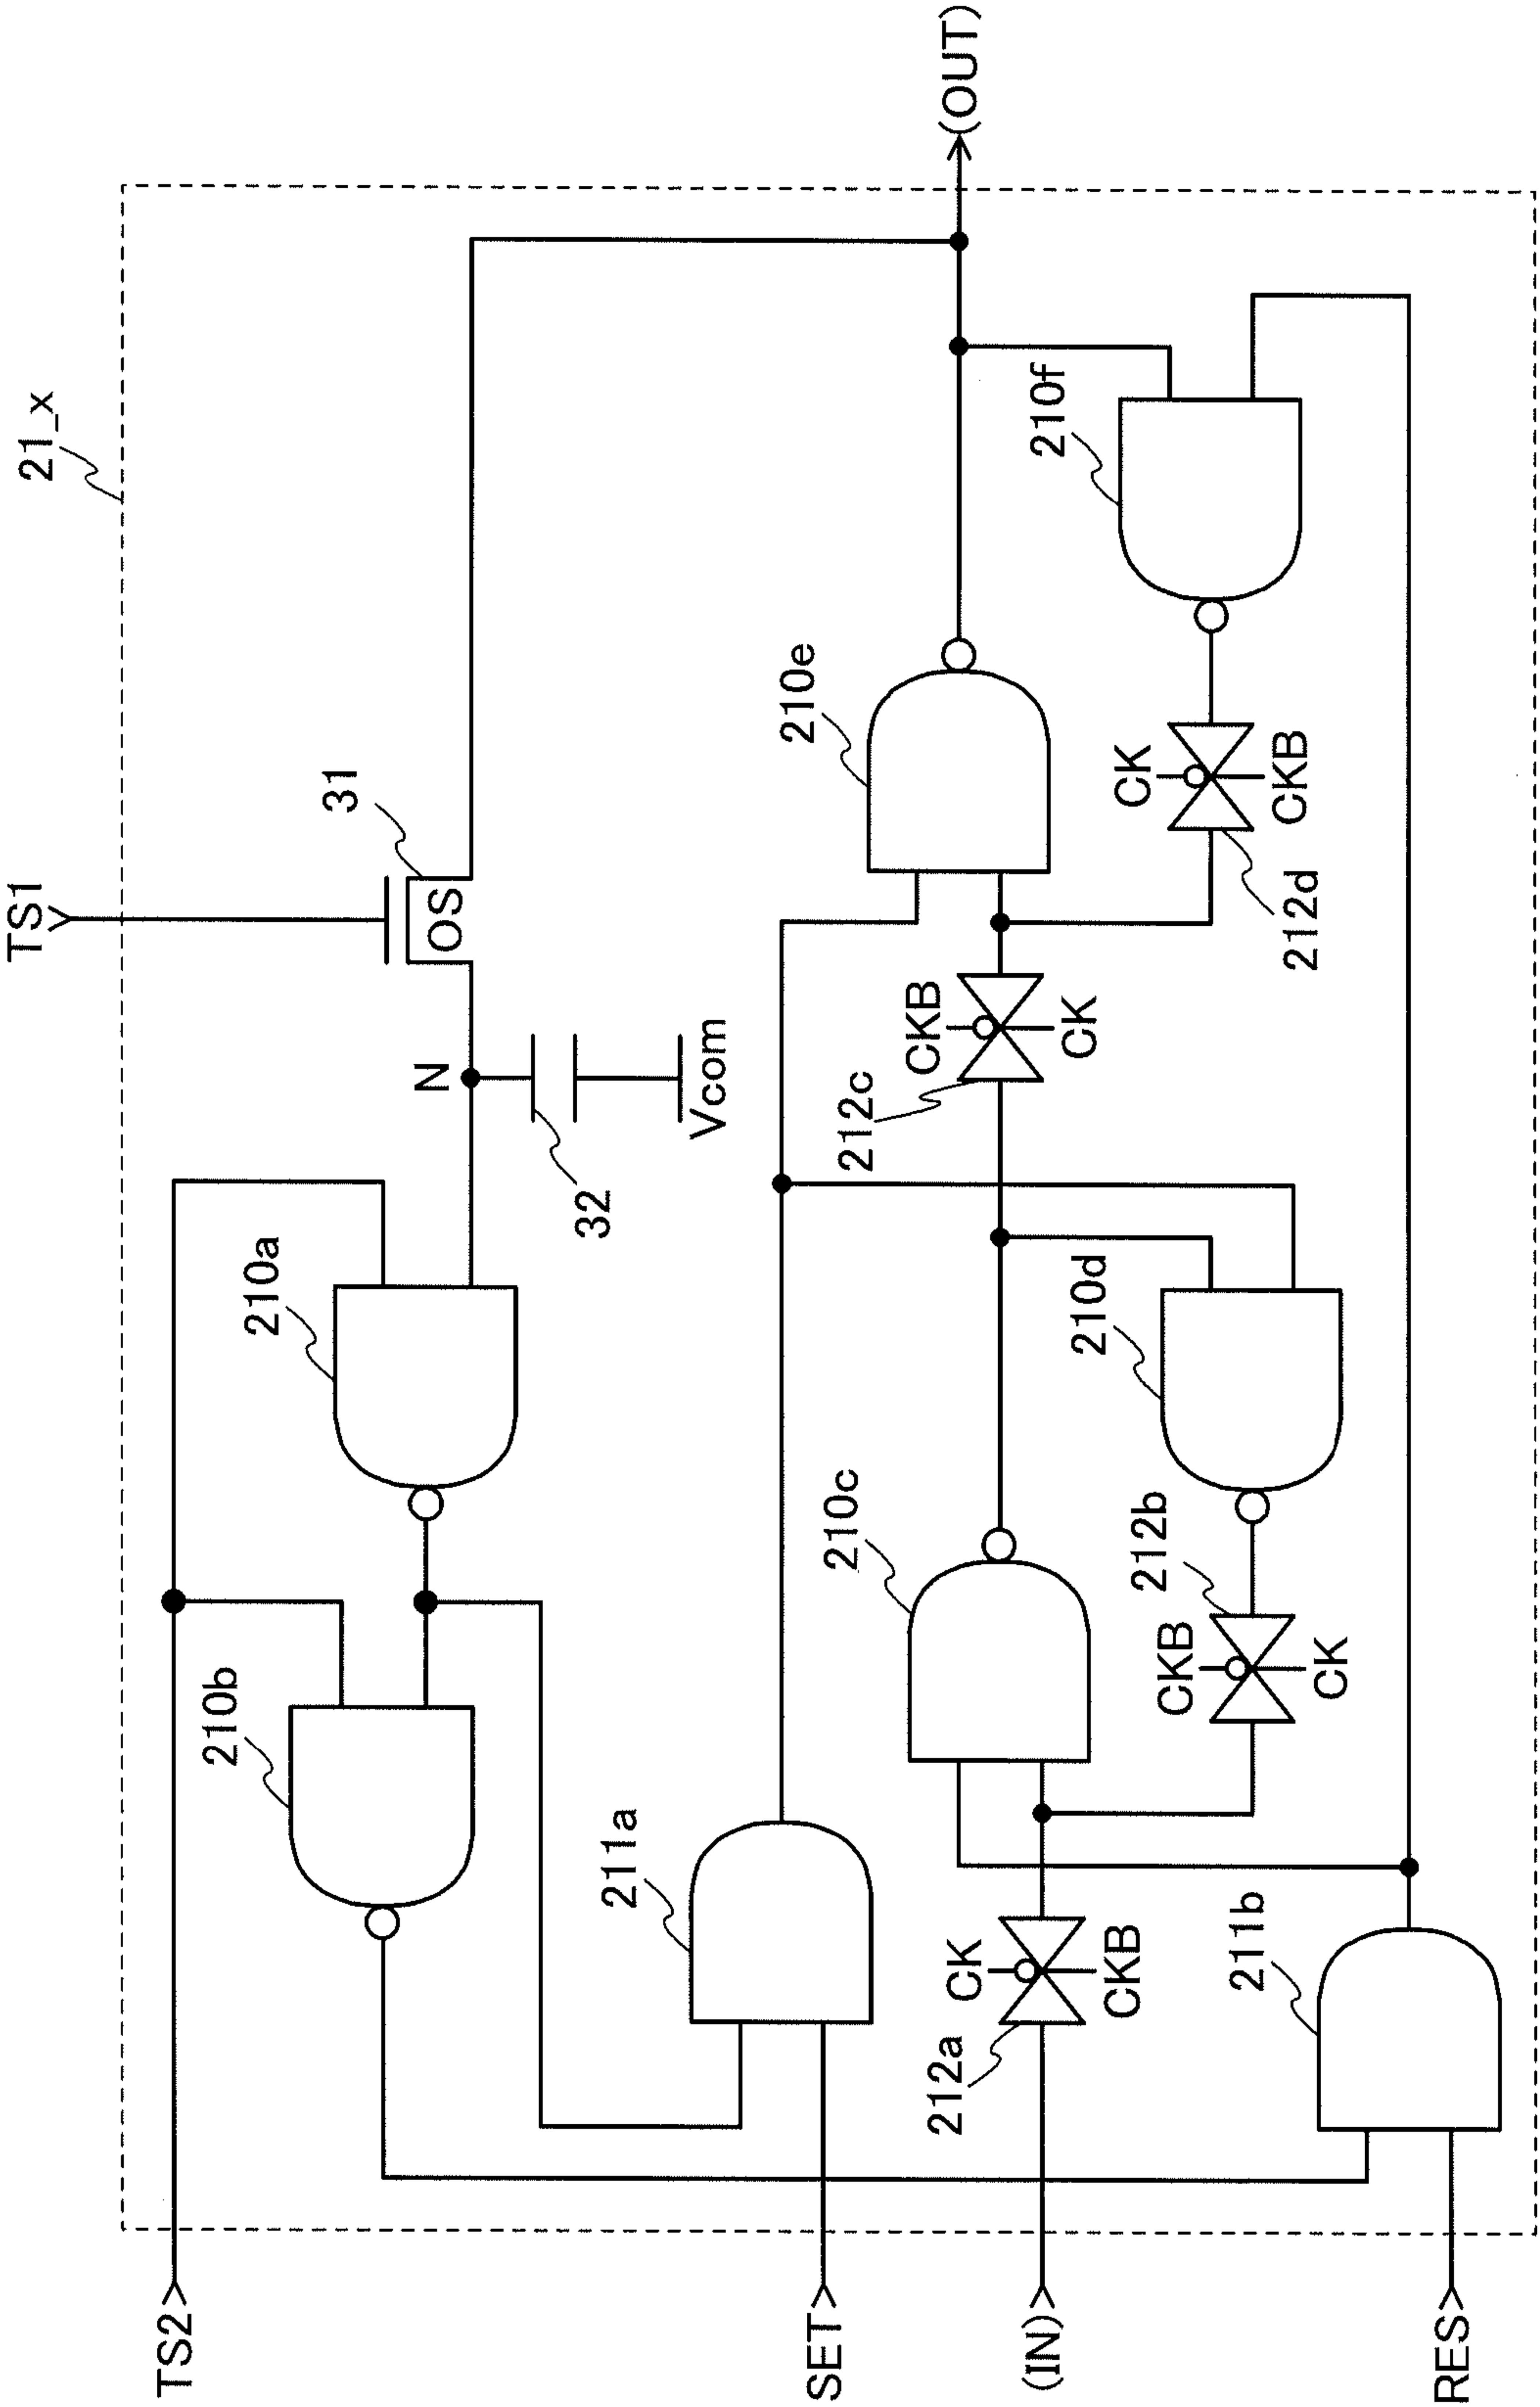 21_x
TS1
31
OS
N
32
Vcom
TS2
210a
210b
211a
SET
(IN)
RES
(OUT)
210e
210f
CK
CKB
212d
CKB
CK
212c
210d
210c
212b
CKB
CK
CK
CKB
212a
211b